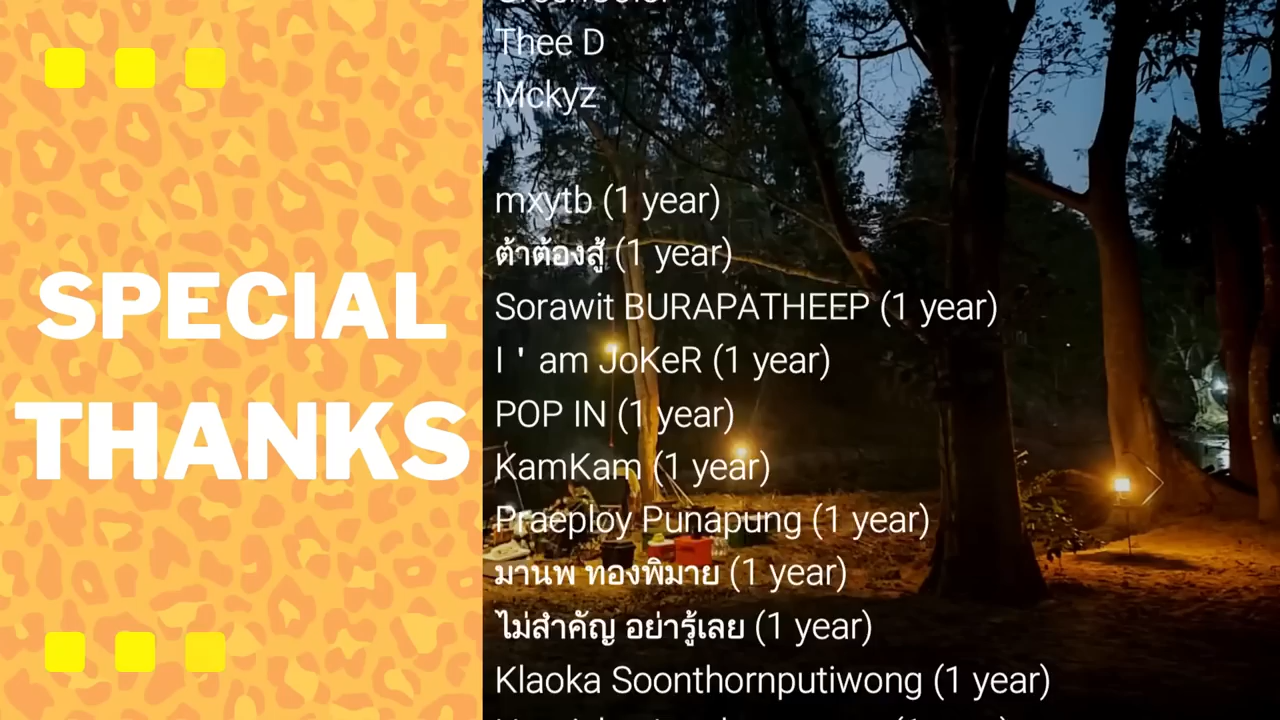 SPECIAL
THANKS
Thee D
Mckyz
mxytb (1 year)
ต้าต้องสู้ (1 year)
Sorawit BURAPATHEEP (1 year)
I ' am JoKeR (1 year)
POP IN (1 year)
KamKam (1 year)
Praeploy Punapung (1 year)
มานพ ทองพิมาย (1 year)
ไม่สำคัญ อย่ารู้เลย (1 year)
Klaoka Soonthornputiwong (1 year)